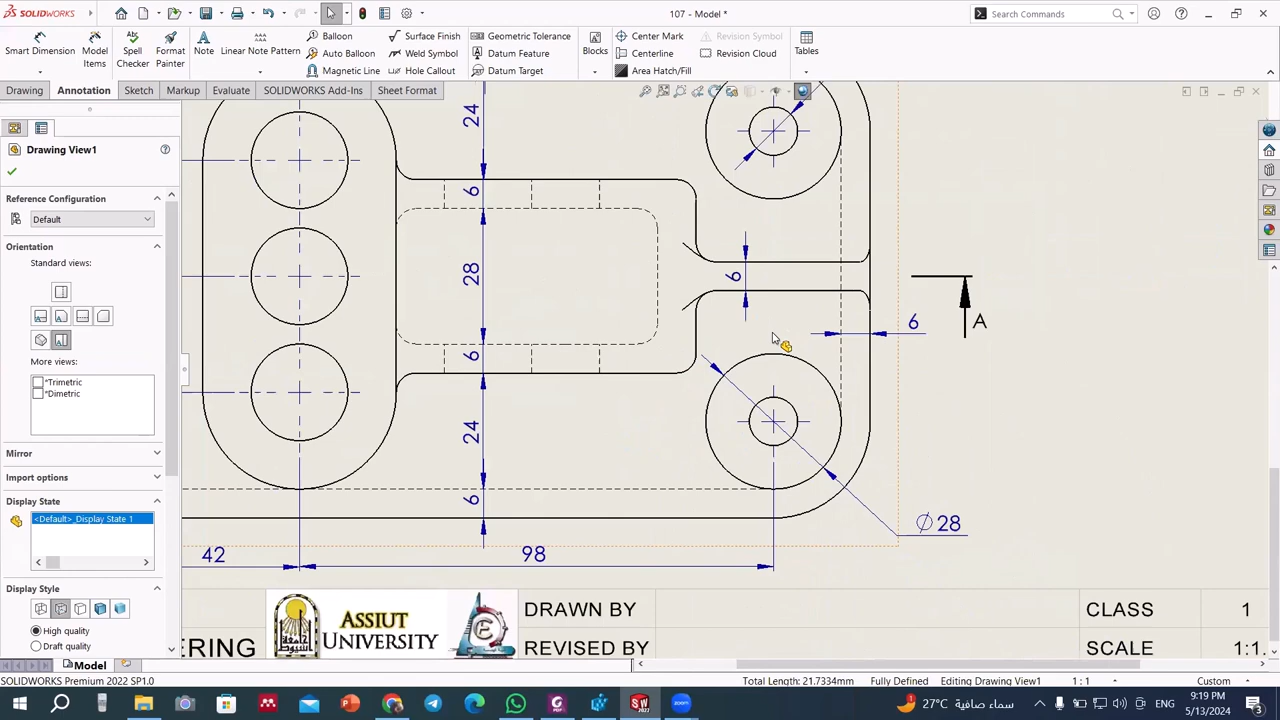 SOLIDWORKS
107 - Model *
Search Commands
Smart Dimension
Model Items
Spell Checker
Format Painter
Note
Linear Note Pattern
Balloon
Auto Balloon
Magnetic Line
Surface Finish
Weld Symbol
Hole Callout
Geometric Tolerance
Datum Feature
Datum Target
Blocks
Center Mark
Centerline
Area Hatch/Fill
Revision Symbol
Revision Cloud
Tables
Drawing
Annotation
Sketch
Markup
Evaluate
SOLIDWORKS Add-Ins
Sheet Format
Drawing View1
Reference Configuration
Default
Orientation
Standard views:
More views:
*Trimetric
*Dimetric
Mirror
Import options
Display State
<Default>_Display State 1
Display Style
High quality
Draft quality
24
6
28
6
24
6
6
6
A
Ø28
42
98
ERING
ASSIUT
UNIVERSITY
DRAWN BY
REVISED BY
CLASS
1
SCALE
1:1.
Model
SOLIDWORKS Premium 2022 SP1.0
Total Length: 21.7334mm
Fully Defined
Editing Drawing View1
1 : 1
Custom
27°C سماء صافية
ENG
9:19 PM
5/13/2024